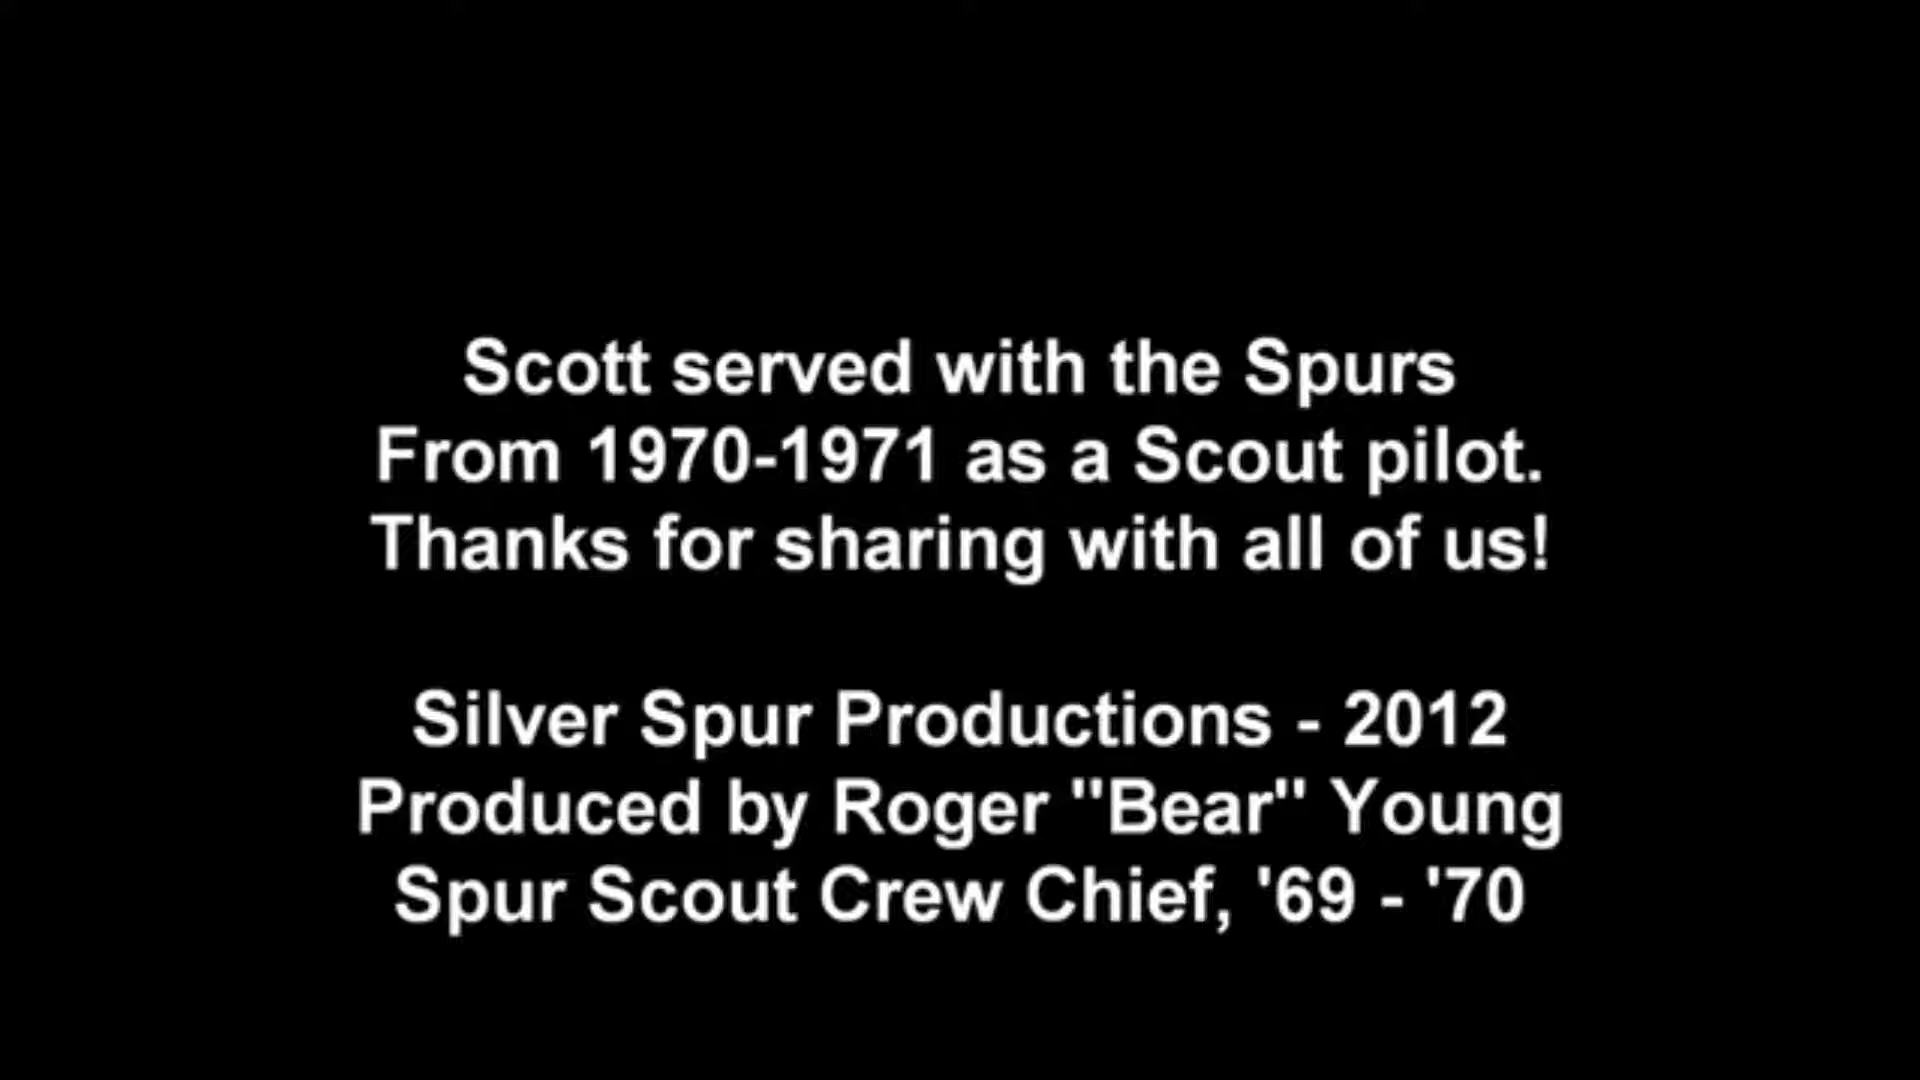 Scott served with the Spurs
From 1970-1971 as a Scout pilot.
Thanks for sharing with all of us!
Silver Spur Productions - 2012
Produced by Roger "Bear" Young
Spur Scout Crew Chief, '69 - '70